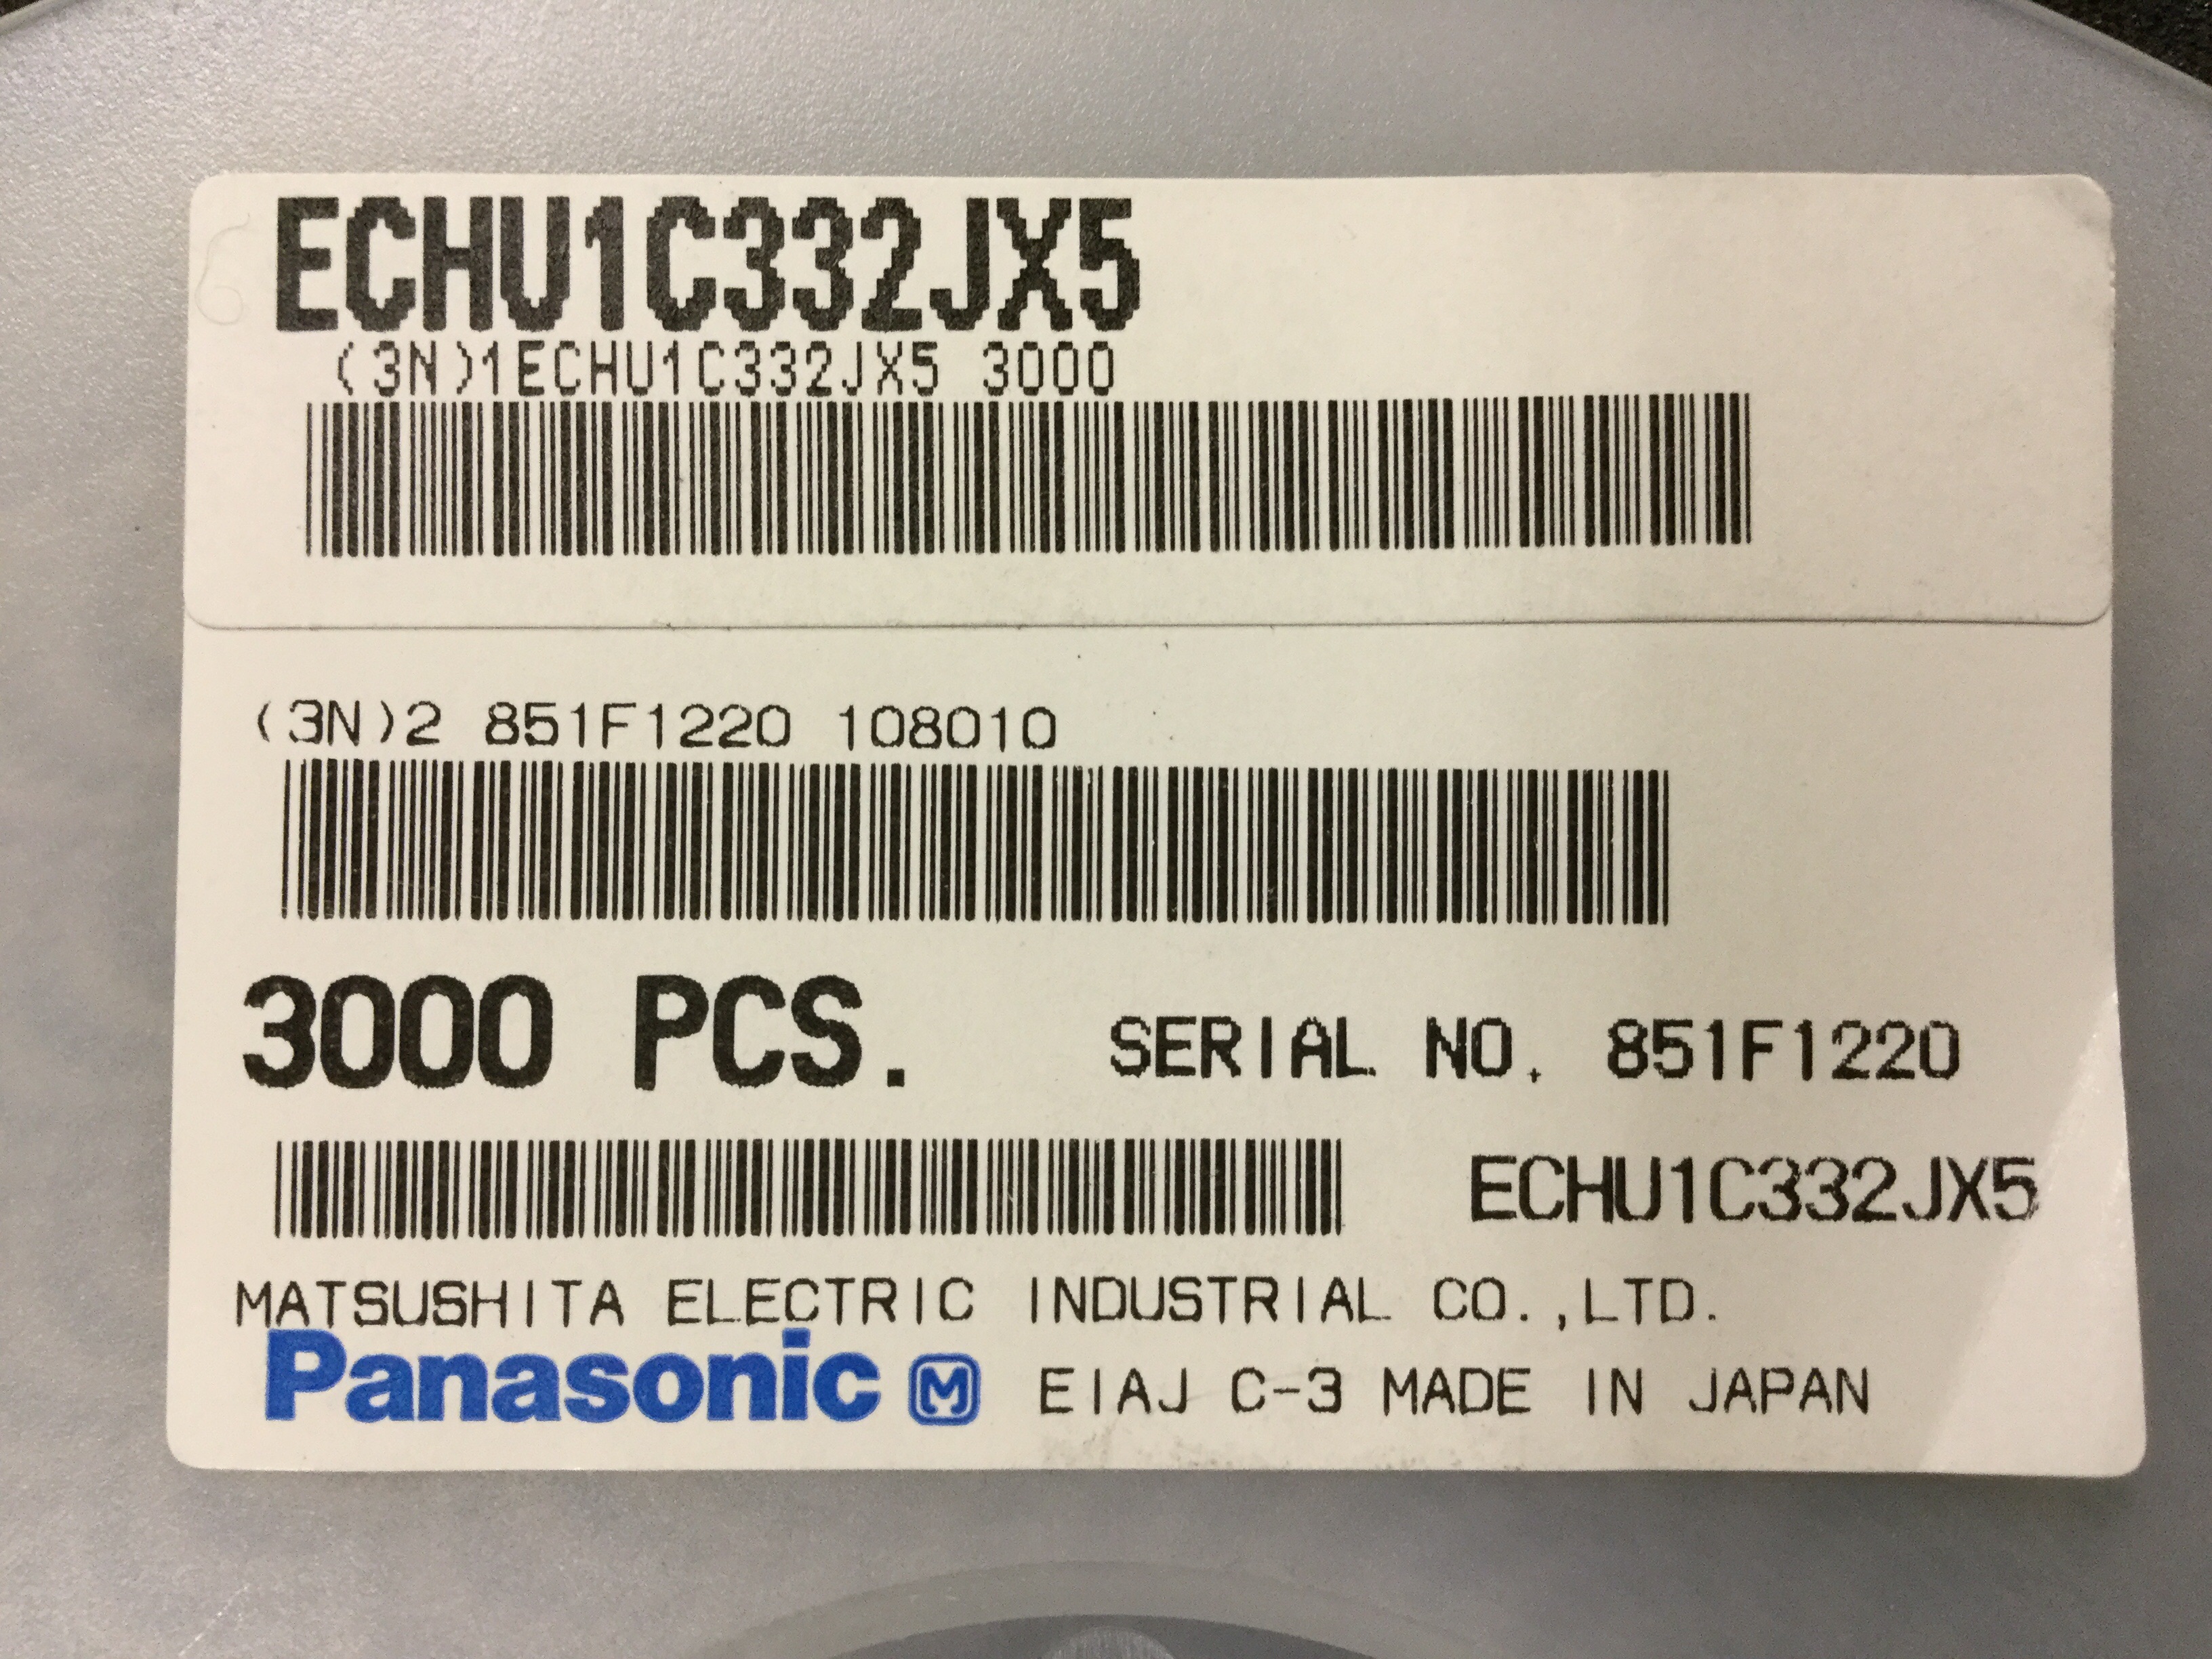 ECHU1C332JX5
(3N)1ECHU1C332JX5 3000
(3N)2 851F1220 108010
3000 PCS. SERIAL NO. 851F1220
ECHU1C332JX5
MATSUSHITA ELECTRIC INDUSTRIAL CO.,LTD.
Panasonic M EIAJ C-3 MADE IN JAPAN